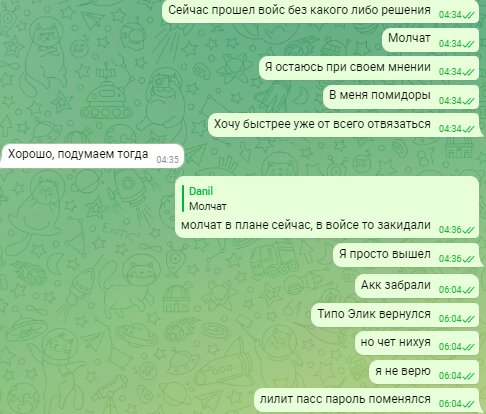 Сейчас прошел войс без какого либо решения 04:34
Молчат 04:34
Я остаюсь при своем мнении 04:34
В меня помидоры 04:34
Хочу быстрее уже от всего отвязаться 04:34
Хорошо, подумаем тогда 04:35
Danil
Молчат
молчат в плане сейчас, в войсе то закидали 04:36
Я просто вышел 04:36
Акк забрали 06:04
Типо Элик вернулся 06:04
но чет нихуя 06:04
я не верю 06:04
лилит пасс пароль поменялся 06:04